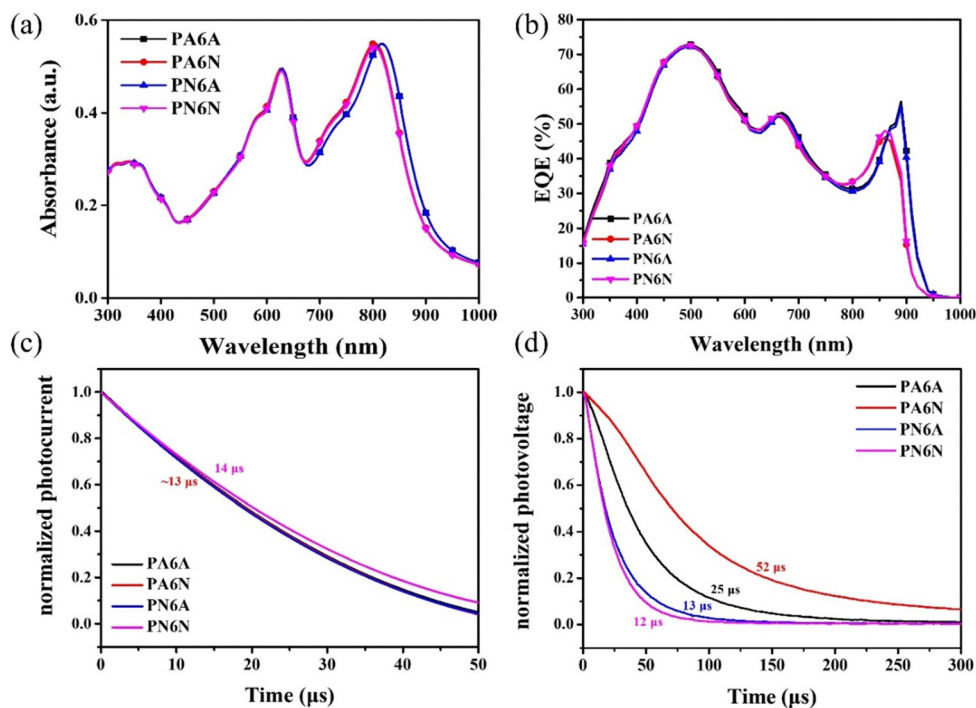 (a)
PA6A
PA6N
PN6A
PN6N
Absorbance (a.u.)
0.6
0.4
0.2
0.0
300 400 500 600 700 800 900 1000
Wavelength (nm)
(b)
EQE (%)
80
70
60
50
40
30
20
10
0
PA6A
PA6N
PN6A
PN6N
300 400 500 600 700 800 900 1000
Wavelength (nm)
(c)
normalized photocurrent
1.0
0.8
0.6
0.4
0.2
0.0
14 µs
~13 µs
PA6A
PA6N
PN6A
PN6N
0 10 20 30 40 50
Time (µs)
(d)
normalized photovoltage
1.0
0.8
0.6
0.4
0.2
0.0
PA6A
PA6N
PN6A
PN6N
52 µs
25 µs
13 µs
12 µs
0 50 100 150 200 250 300
Time (µs)